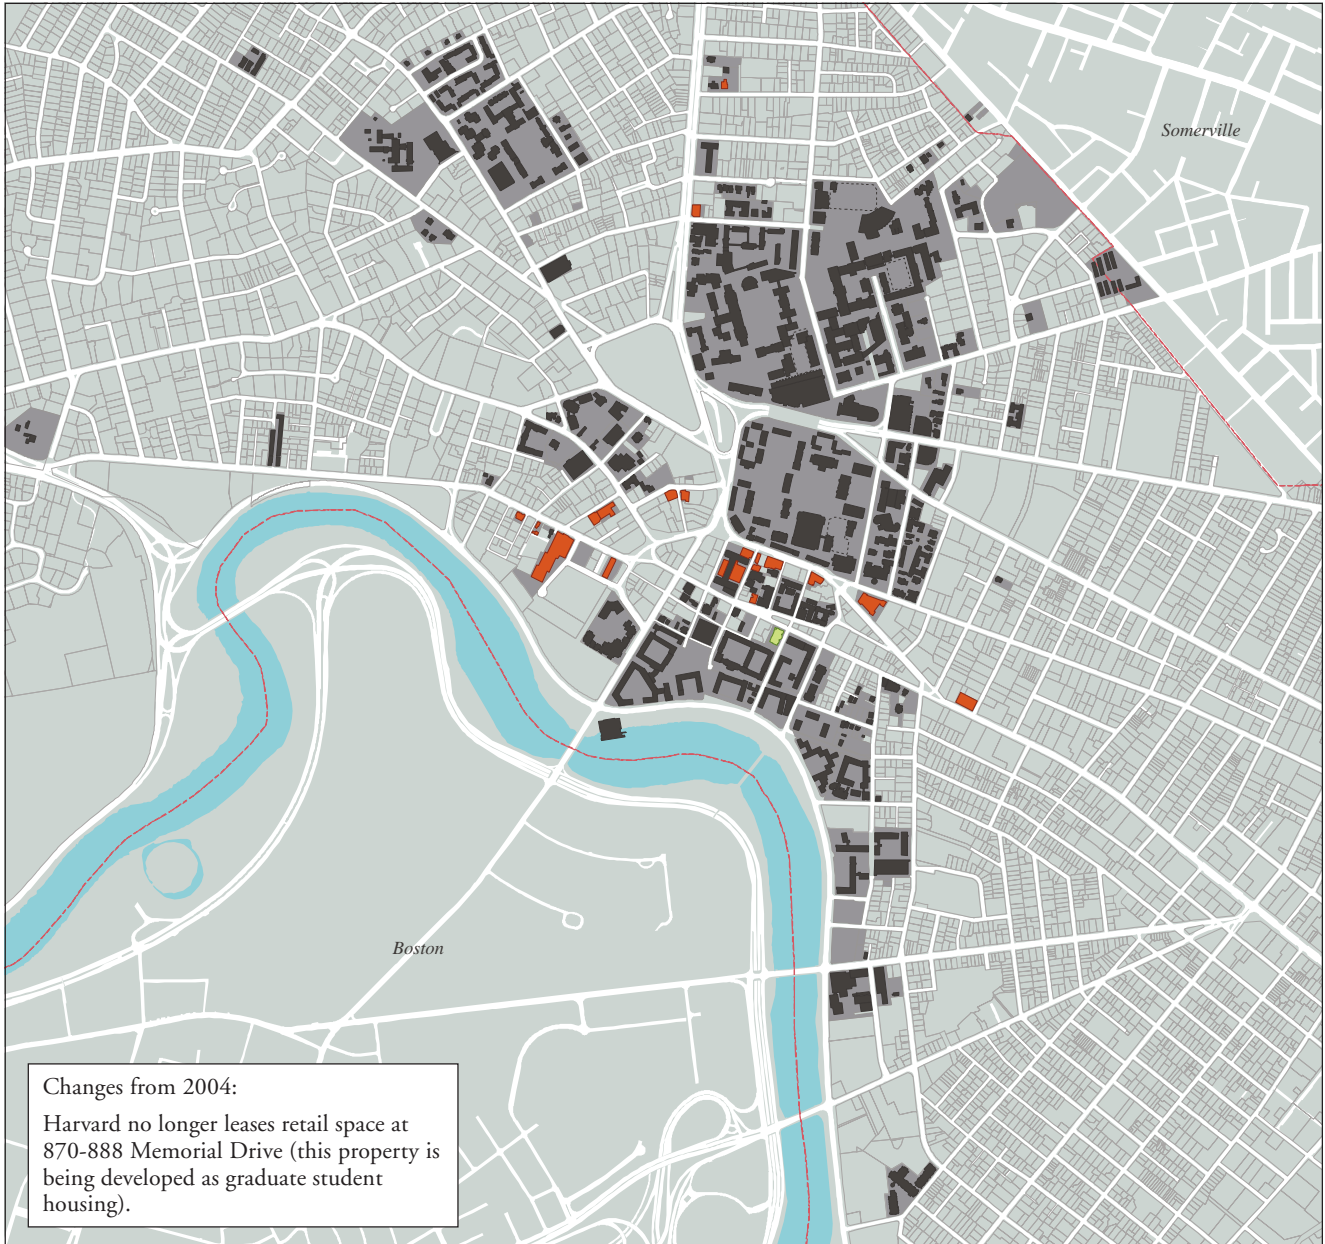 Somerville
Boston
Changes from 2004:
Harvard no longer leases retail space at
870-888 Memorial Drive (this property is
being developed as graduate student
housing).